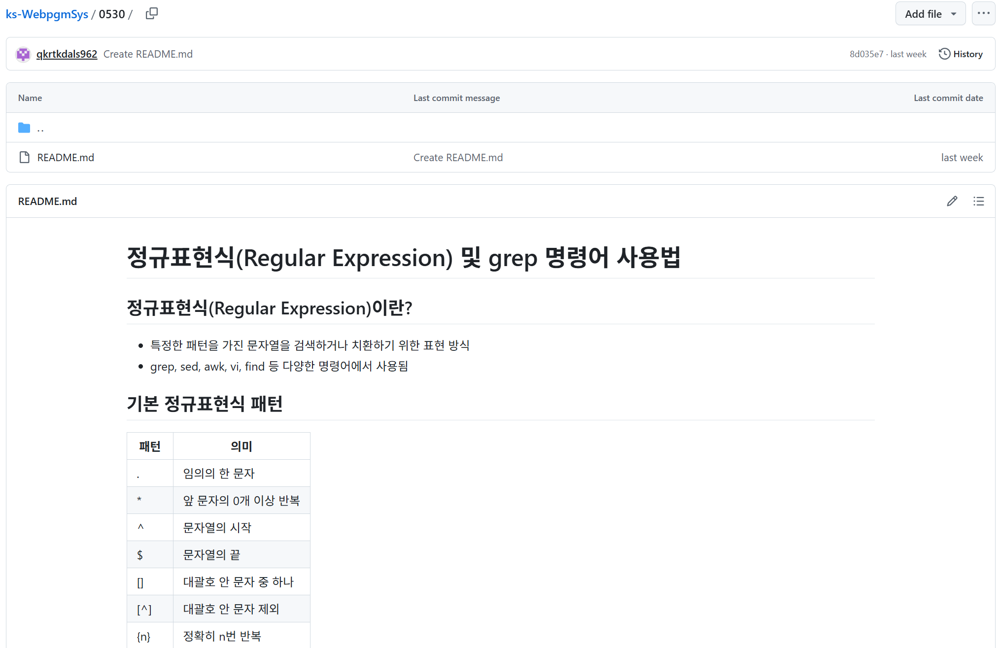 ks-WebpgmSys / 0530 /
Add file
qkrtkdals962 Create README.md
8d035e7 · last week
History
Name Last commit message Last commit date
..
README.md Create README.md last week
README.md
정규표현식(Regular Expression) 및 grep 명령어 사용법
정규표현식(Regular Expression)이란?
• 특정한 패턴을 가진 문자열을 검색하거나 치환하기 위한 표현 방식
• grep, sed, awk, vi, find 등 다양한 명령어에서 사용됨
기본 정규표현식 패턴
패턴 의미
. 임의의 한 문자
* 앞 문자의 0개 이상 반복
^ 문자열의 시작
$ 문자열의 끝
[] 대괄호 안 문자 중 하나
[^] 대괄호 안 문자 제외
{n} 정확히 n번 반복